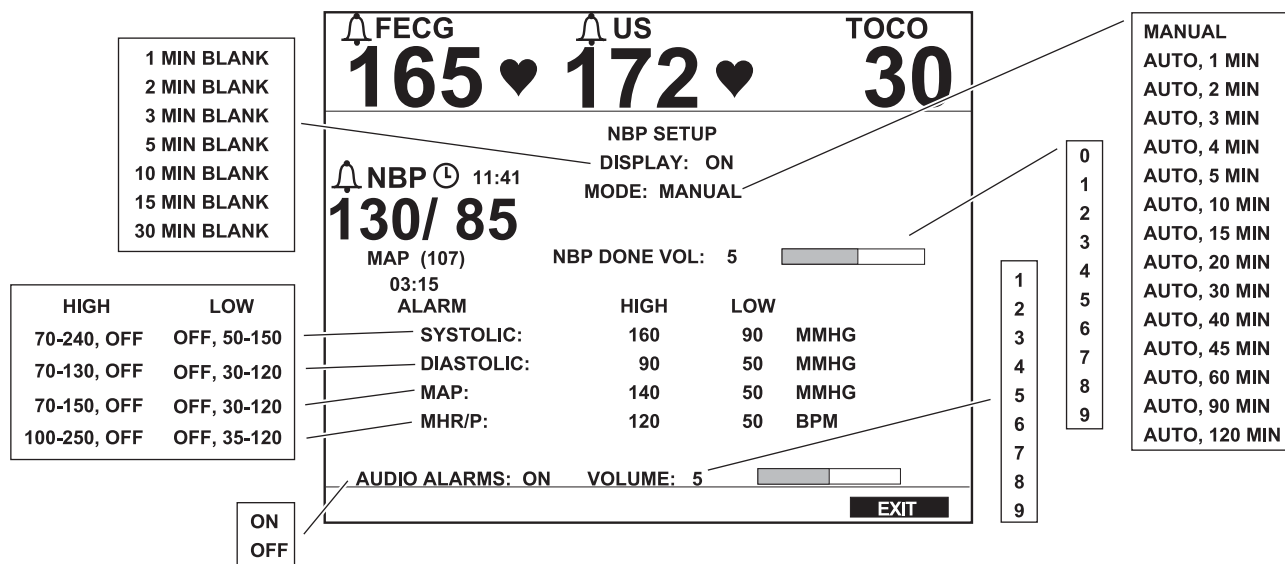 1 MIN BLANK
2 MIN BLANK
3 MIN BLANK
5 MIN BLANK
10 MIN BLANK
15 MIN BLANK
30 MIN BLANK
HIGH LOW
70-240, OFF OFF, 50-150
70-130, OFF OFF, 30-120
70-150, OFF OFF, 30-120
100-250, OFF OFF, 35-120
ON
OFF
FECG US TOCO
165 172 30
NBP SETUP
DISPLAY: ON
MODE: MANUAL
NBP 11:41
130/ 85
MAP (107)
03:15
NBP DONE VOL: 5
ALARM HIGH LOW
SYSTOLIC: 160 90 MMHG
DIASTOLIC: 90 50 MMHG
MAP: 140 50 MMHG
MHR/P: 120 50 BPM
AUDIO ALARMS: ON VOLUME: 5
EXIT
1
2
3
4
5
6
7
8
9
0
1
2
3
4
5
6
7
8
9
MANUAL
AUTO, 1 MIN
AUTO, 2 MIN
AUTO, 3 MIN
AUTO, 4 MIN
AUTO, 5 MIN
AUTO, 10 MIN
AUTO, 15 MIN
AUTO, 20 MIN
AUTO, 30 MIN
AUTO, 40 MIN
AUTO, 45 MIN
AUTO, 60 MIN
AUTO, 90 MIN
AUTO, 120 MIN